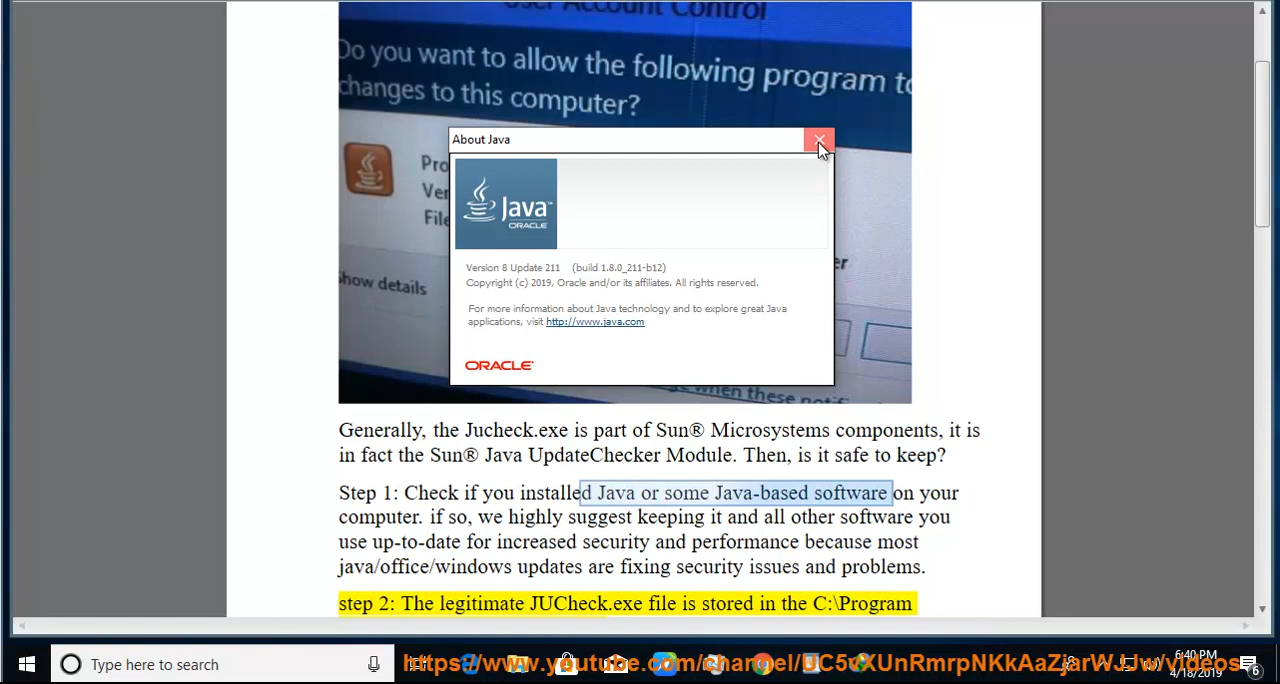 User Account Control
Do you want to allow the following program to
changes to this computer?
About Java
Java™
ORACLE
Version 8 Update 211 (build 1.8.0_211-b12)
Copyright (c) 2019, Oracle and/or its affiliates. All rights reserved.
For more information about Java technology and to explore great Java
applications, visit http://www.java.com
ORACLE
Show details
when these
Generally, the Jucheck.exe is part of Sun® Microsystems components, it is
in fact the Sun® Java UpdateChecker Module. Then, is it safe to keep?
Step 1: Check if you installed Java or some Java-based software on your
computer. if so, we highly suggest keeping it and all other software you
use up-to-date for increased security and performance because most
java/office/windows updates are fixing security issues and problems.
step 2: The legitimate JUCheck.exe file is stored in the C:\Program
Type here to search
6:40 PM
4/18/2019
6